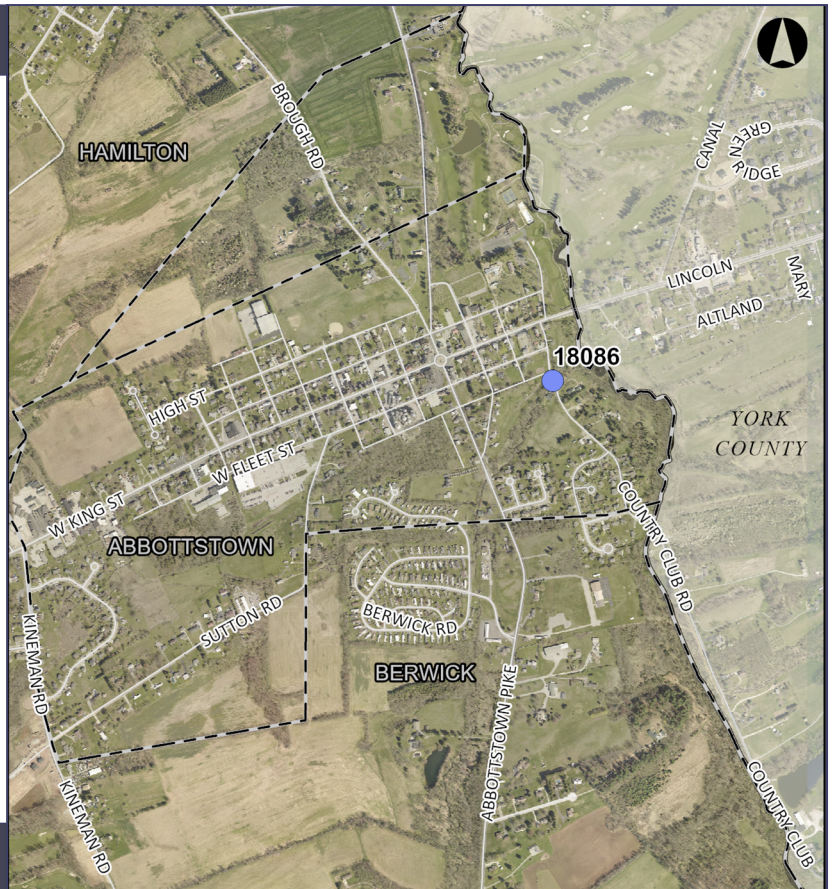 BROUGH RD
HAMILTON
CANAL
GREEN
RIDGE
LINCOLN
MARY
ALTLAND
18086
HIGH ST
YORK
COUNTY
W FLEET ST
W KING ST
COUNTRY CLUB RD
ABBOTTSTOWN
SUTTON RD
BERWICK RD
KINEMAN RD
BERWICK
ABBOTTSTOWN PIKE
KINEMAN RD
COUNTRY CLUB